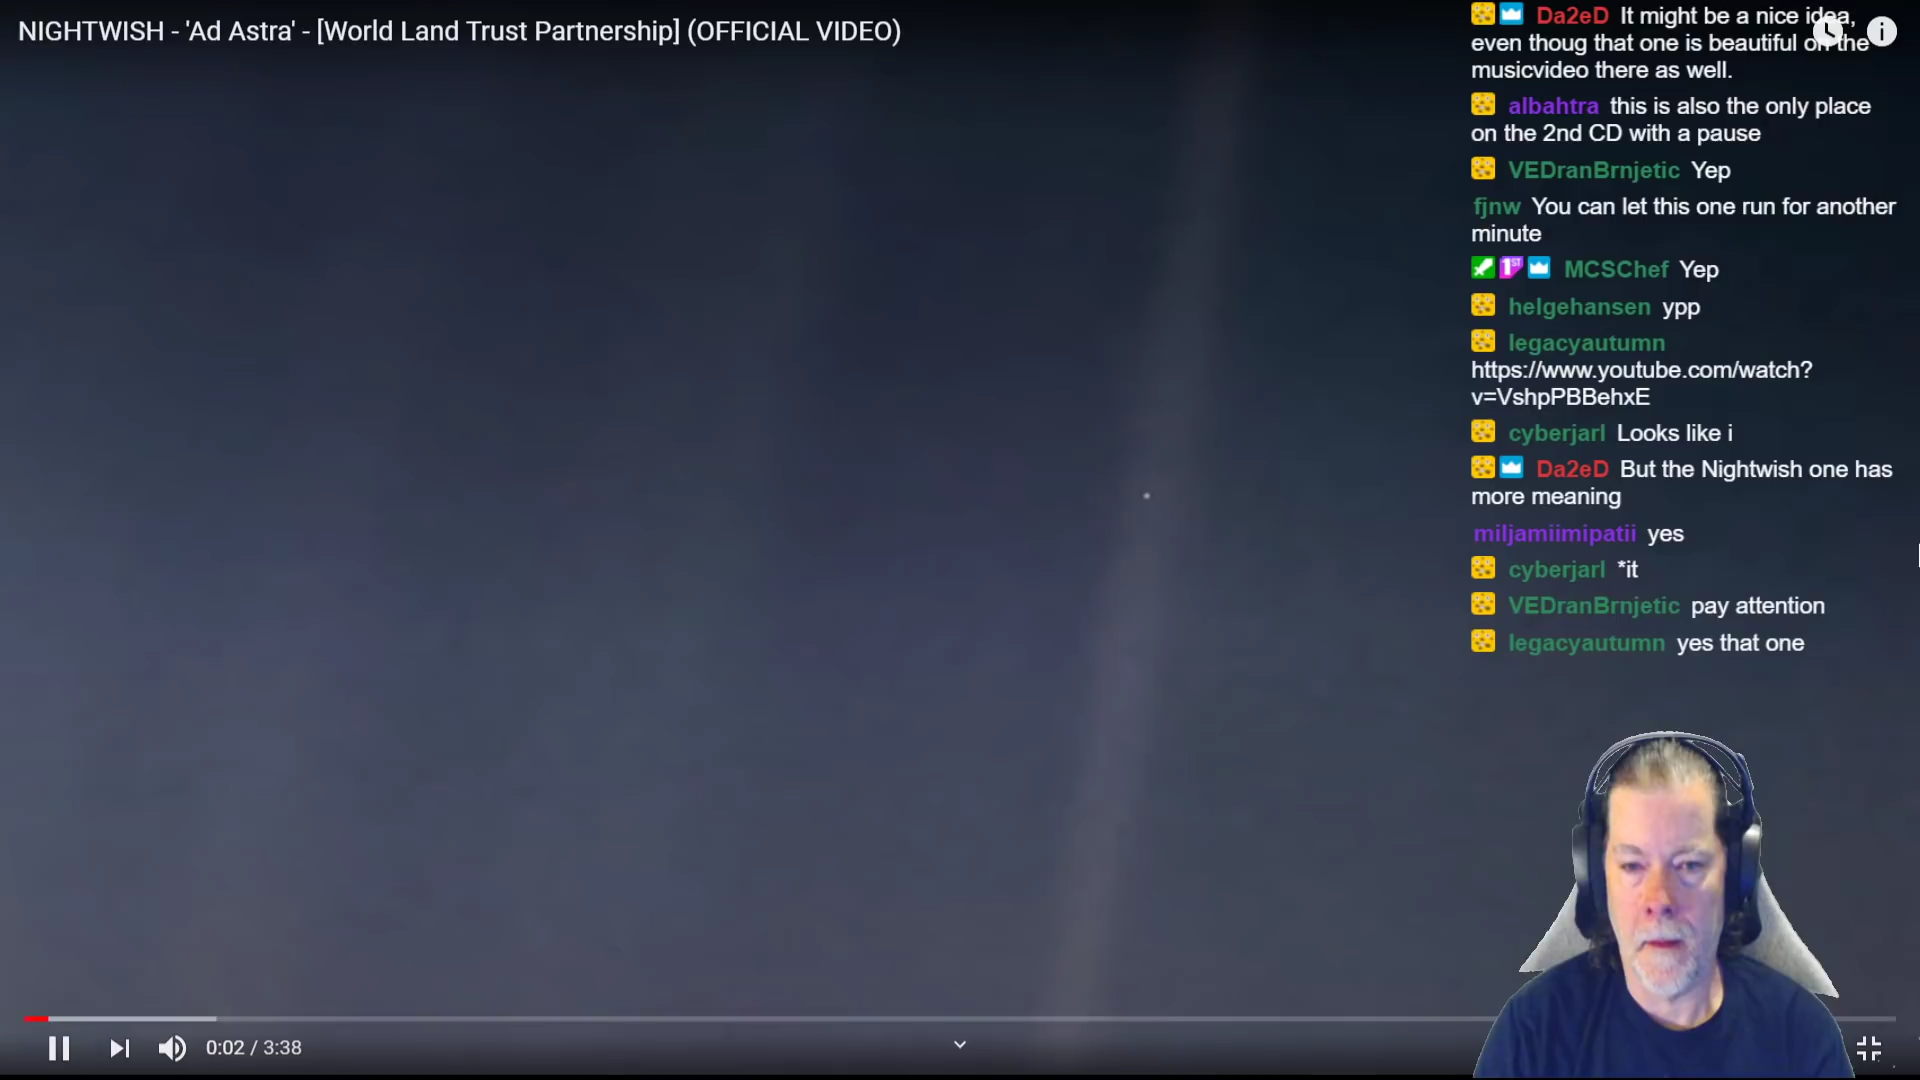 NIGHTWISH - 'Ad Astra' - [World Land Trust Partnership] (OFFICIAL VIDEO)
Da2eD It might be a nice idea,
even thoug that one is beautiful on the
musicvideo there as well.
albahtra this is also the only place
on the 2nd CD with a pause
VEDranBrnjetic Yep
fjnw You can let this one run for another
minute
1ST MCSChef Yep
helgehansen ypp
legacyautumn
https://www.youtube.com/watch?
v=VshpPBBehxE
cyberjarl Looks like i
Da2eD But the Nightwish one has
more meaning
miljamiimipatii yes
cyberjarl *it
VEDranBrnjetic pay attention
legacyautumn yes that one
0:02 / 3:38